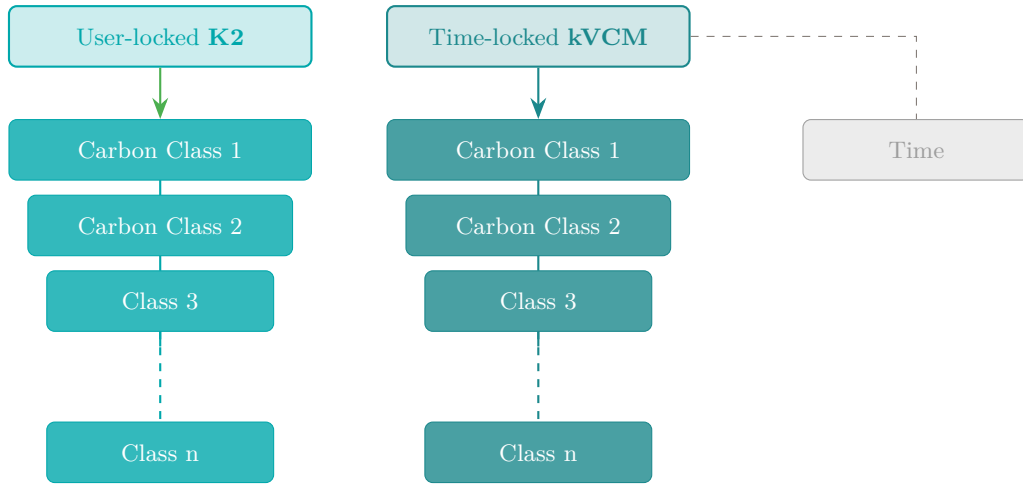 User-locked K2
Time-locked kVCM
Carbon Class 1
Carbon Class 1
Time
Carbon Class 2
Carbon Class 2
Class 3
Class 3
Class n
Class n